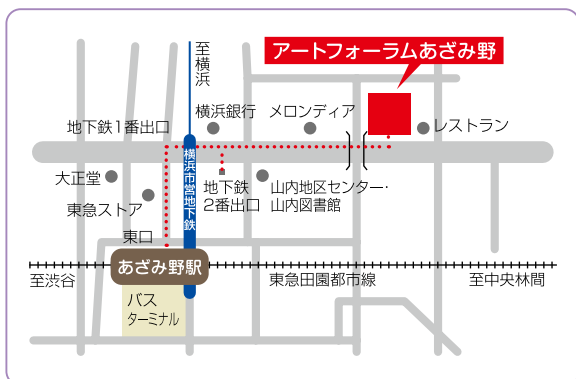 アートフォーラムあざみ野
至横浜
横浜銀行
メロンディア
地下鉄1番出口
レストラン
大正堂
横浜市営地下鉄
地下鉄
2番出口
山内地区センター・
山内図書館
東急ストア
東口
あざみ野駅
至渋谷
東急田園都市線
至中央林間
バス
ターミナル